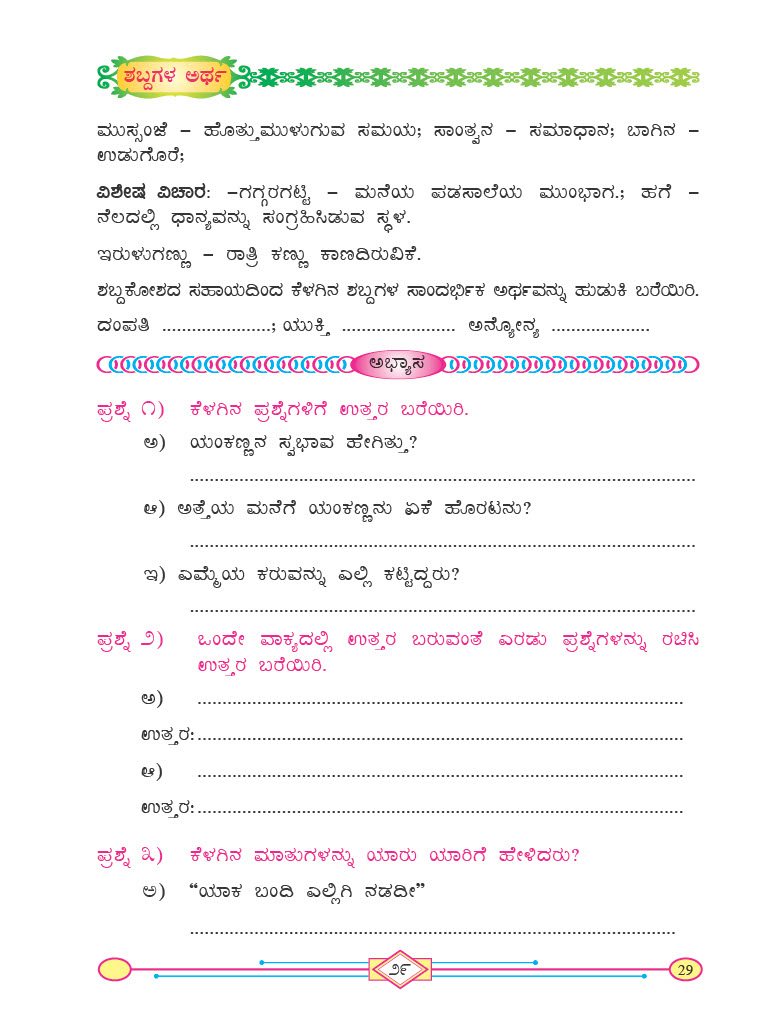 ಶಬ್ದಗಳ ಅರ್ಥ
ಮುಸ್ಸಂಜೆ – ಹೊತ್ತುಮುಳುಗುವ ಸಮಯ; ಸಾಂತ್ವನ – ಸಮಾಧಾನ; ಬಾಗಿನ –
ಉಡುಗೊರೆ;
ವಿಶೇಷ ವಿಚಾರ: –ಗಗ್ಗರಗಟ್ಟಿ – ಮನೆಯ ಪಡಸಾಲೆಯ ಮುಂಭಾಗ.; ಹಗೆ –
ನೆಲದಲ್ಲಿ ಧಾನ್ಯವನ್ನು ಸಂಗ್ರಹಿಸಿಡುವ ಸ್ಥಳ.
ಇರುಳುಗಣ್ಣು – ರಾತ್ರಿ ಕಣ್ಣು ಕಾಣದಿರುವಿಕೆ.
ಶಬ್ದಕೋಶದ ಸಹಾಯದಿಂದ ಕೆಳಗಿನ ಶಬ್ದಗಳ ಸಾಂದರ್ಭಿಕ ಅರ್ಥವನ್ನು ಹುಡುಕಿ ಬರೆಯಿರಿ.
ದಂಪತಿ ......................; ಯುಕ್ತಿ ....................... ಅನ್ಯೋನ್ಯ ....................
ಅಭ್ಯಾಸ
ಪ್ರಶ್ನೆ ೧) ಕೆಳಗಿನ ಪ್ರಶ್ನೆಗಳಿಗೆ ಉತ್ತರ ಬರೆಯಿರಿ.
ಅ) ಯಂಕಣ್ಣನ ಸ್ವಭಾವ ಹೇಗಿತ್ತು?
......................................................................................................
ಆ) ಅತ್ತೆಯ ಮನೆಗೆ ಯಂಕಣ್ಣನು ಏಕೆ ಹೊರಟನು?
......................................................................................................
ಇ) ಎಮ್ಮೆಯ ಕರುವನ್ನು ಎಲ್ಲಿ ಕಟ್ಟಿದ್ದರು?
......................................................................................................
ಪ್ರಶ್ನೆ ೨) ಒಂದೇ ವಾಕ್ಯದಲ್ಲಿ ಉತ್ತರ ಬರುವಂತೆ ಎರಡು ಪ್ರಶ್ನೆಗಳನ್ನು ರಚಿಸಿ
ಉತ್ತರ ಬರೆಯಿರಿ.
ಅ) ..................................................................................................
ಉತ್ತರ: ..................................................................................................
ಆ) ..................................................................................................
ಉತ್ತರ: ..................................................................................................
ಪ್ರಶ್ನೆ ೩) ಕೆಳಗಿನ ಮಾತುಗಳನ್ನು ಯಾರು ಯಾರಿಗೆ ಹೇಳಿದರು?
ಅ) “ಯಾಕ ಬಂದಿ ಎಲ್ಲಿಗಿ ನಡದೀ”
..................................................................................................
೨೯
29